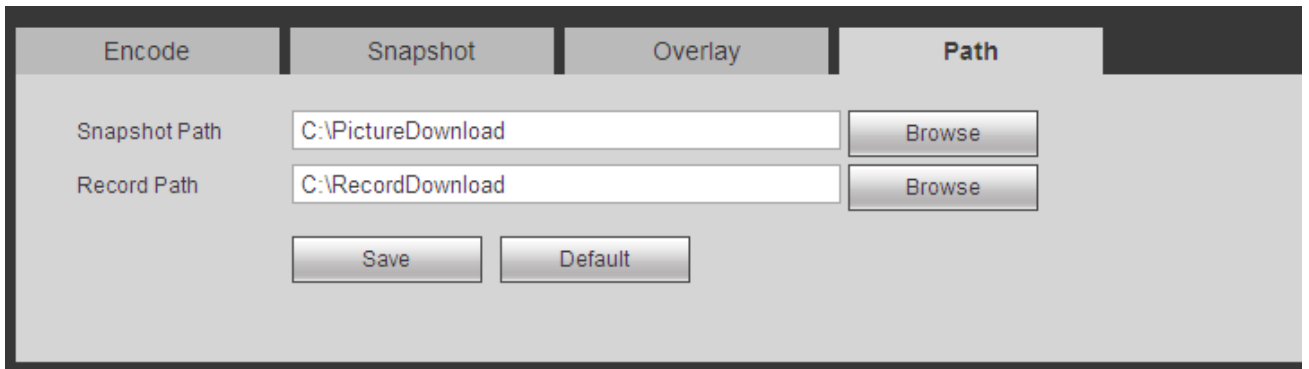 Encode Snapshot Overlay Path
Snapshot Path C:\PictureDownload Browse
Record Path C:\RecordDownload Browse
Save Default